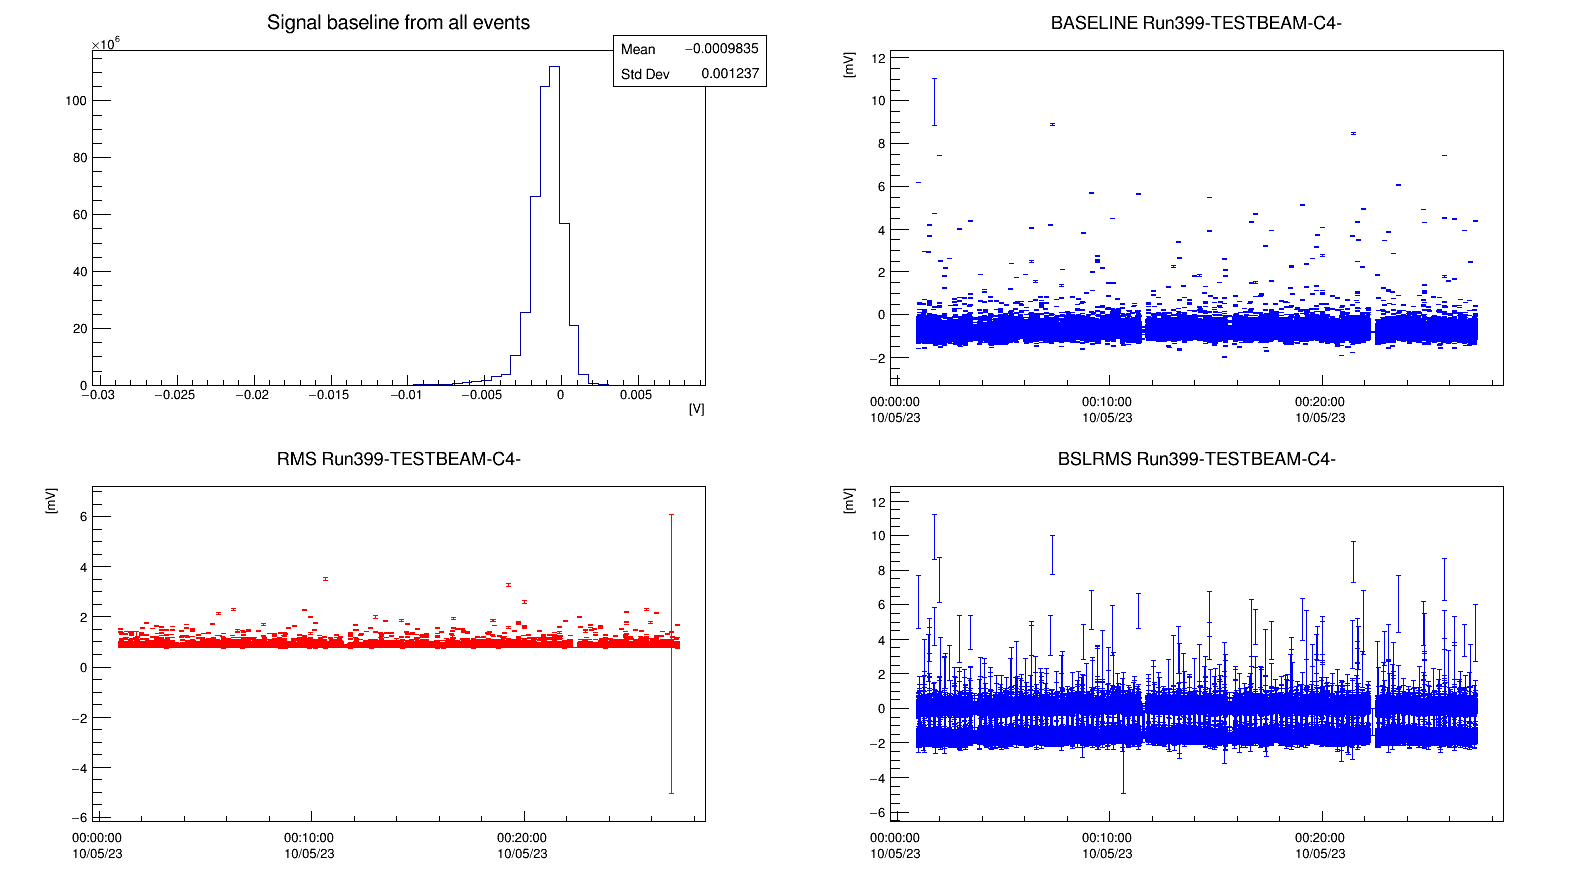 Signal baseline from all events
×10⁶
Mean −0.0009835
Std Dev 0.001237
100
80
60
40
20
0
−0.03 −0.025 −0.02 −0.015 −0.01 −0.005 0 0.005
[V]
BASELINE Run399-TESTBEAM-C4-
[mV]
12
10
8
6
4
2
0
−2
00:00:00 00:10:00 00:20:00
10/05/23 10/05/23 10/05/23
RMS Run399-TESTBEAM-C4-
[mV]
6
4
2
0
−2
−4
−6
00:00:00 00:10:00 00:20:00
10/05/23 10/05/23 10/05/23
BSLRMS Run399-TESTBEAM-C4-
[mV]
12
10
8
6
4
2
0
−2
−4
−6
00:00:00 00:10:00 00:20:00
10/05/23 10/05/23 10/05/23